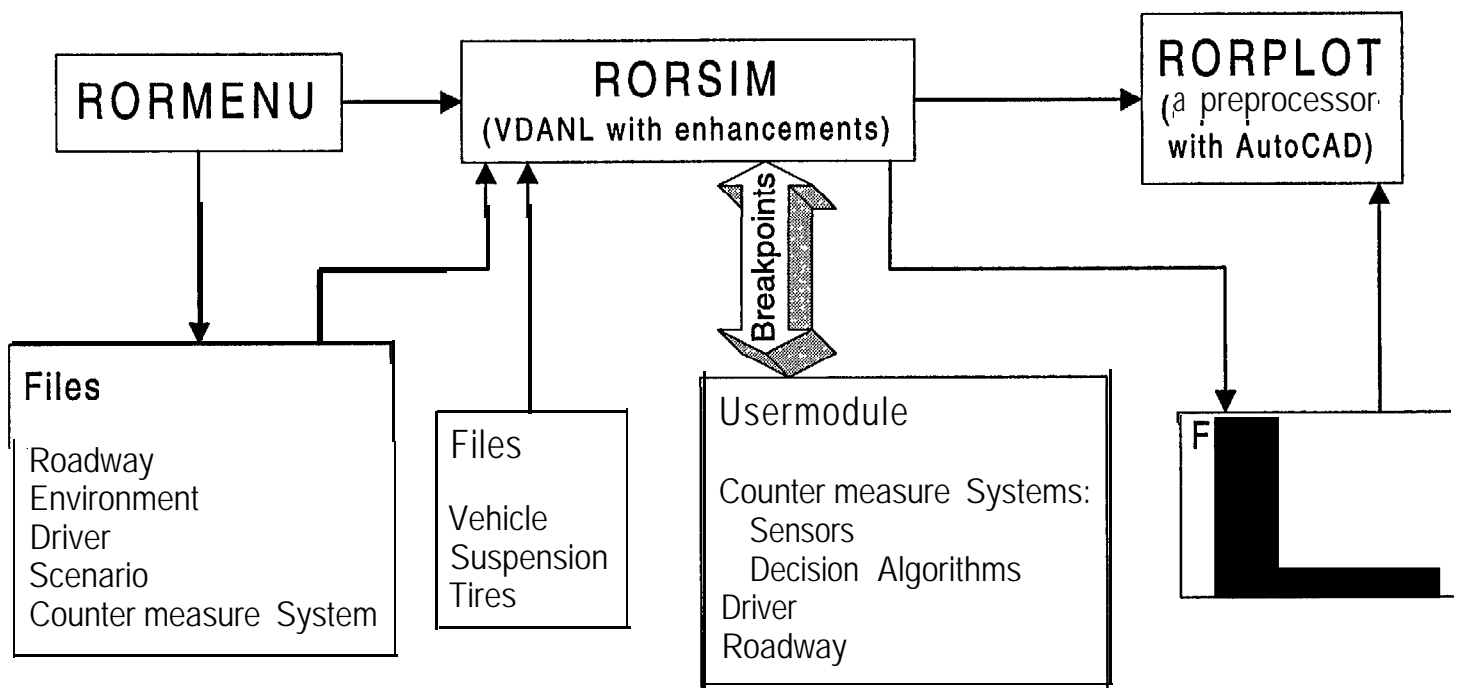 RORMENU
RORSIM
(VDANL with enhancements)
RORPLOT
(a preprocessor
with AutoCAD)
Breakpoints
Files
Roadway
Environment
Driver
Scenario
Counter measure System
Files
Vehicle
Suspension
Tires
Usermodule
Counter measure Systems:
Sensors
Decision Algorithms
Driver
Roadway
F